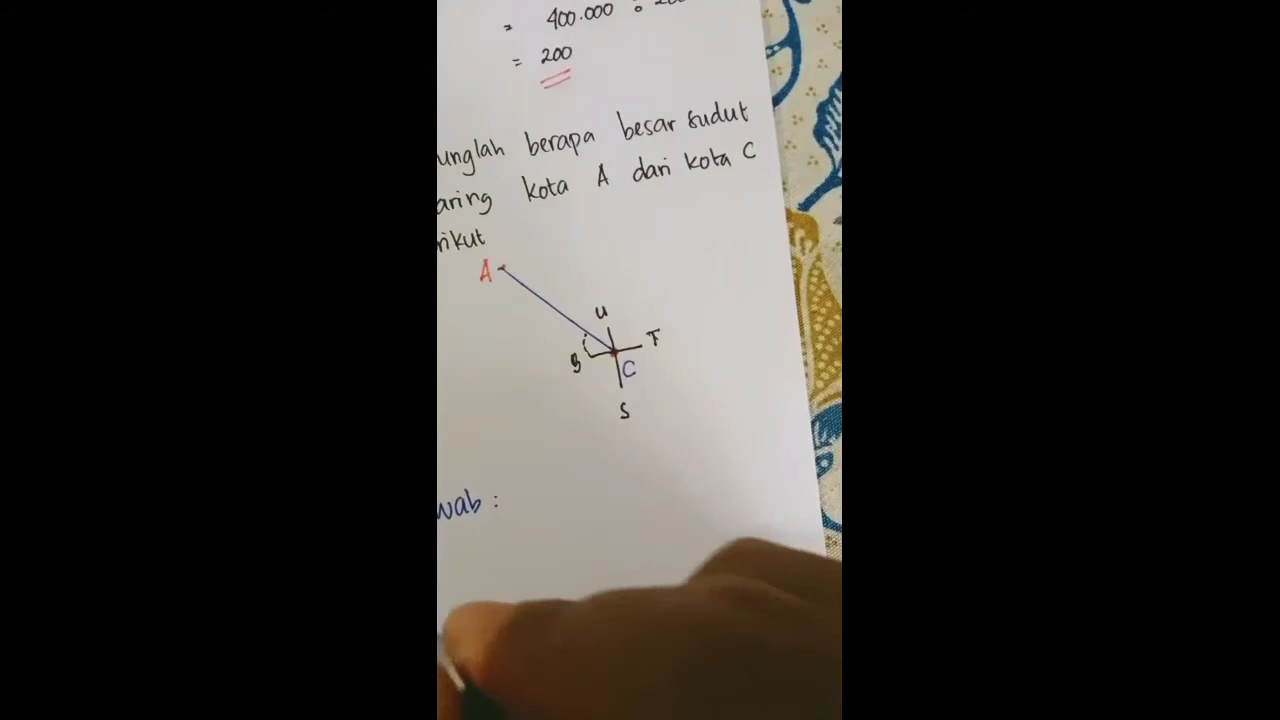 = 400.000 :
= 200
unglah berapa besar sudut
aring kota A dari kota C
rikut
A
U
T
B
C
S
wab :